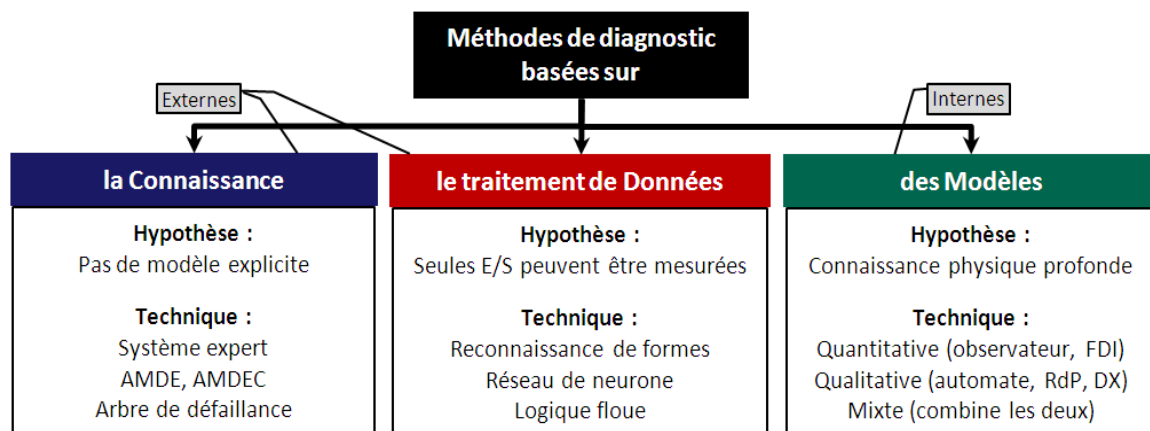 Méthodes de diagnostic
basées sur
Externes
Internes
la Connaissance
Hypothèse :
Pas de modèle explicite
Technique :
Système expert
AMDE, AMDEC
Arbre de défaillance
le traitement de Données
Hypothèse :
Seules E/S peuvent être mesurées
Technique :
Reconnaissance de formes
Réseau de neurone
Logique floue
des Modèles
Hypothèse :
Connaissance physique profonde
Technique :
Quantitative (observateur, FDI)
Qualitative (automate, RdP, DX)
Mixte (combine les deux)